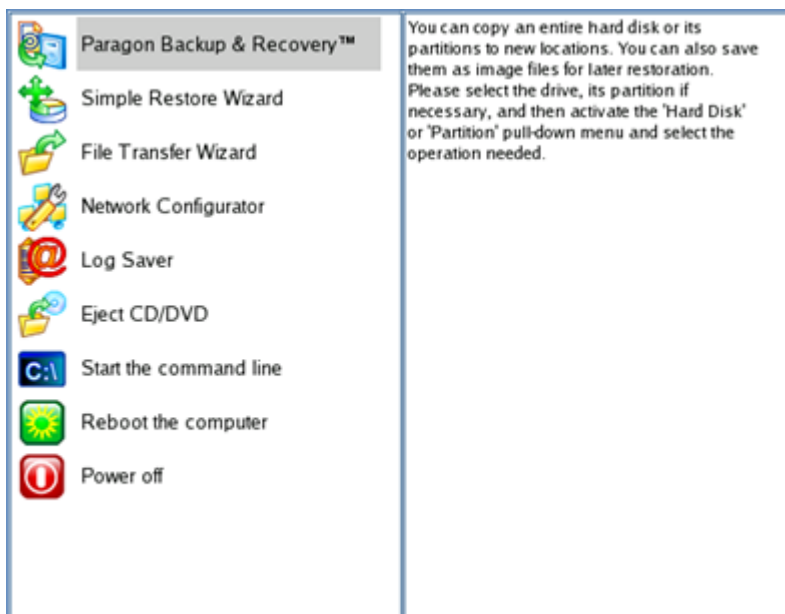 Paragon Backup & Recovery™
Simple Restore Wizard
File Transfer Wizard
Network Configurator
Log Saver
Eject CD/DVD
C:\
Start the command line
Reboot the computer
Power off
You can copy an entire hard disk or its
partitions to new locations. You can also save
them as image files for later restoration.
Please select the drive, its partition if
necessary, and then activate the 'Hard Disk'
or 'Partition' pull-down menu and select the
operation needed.